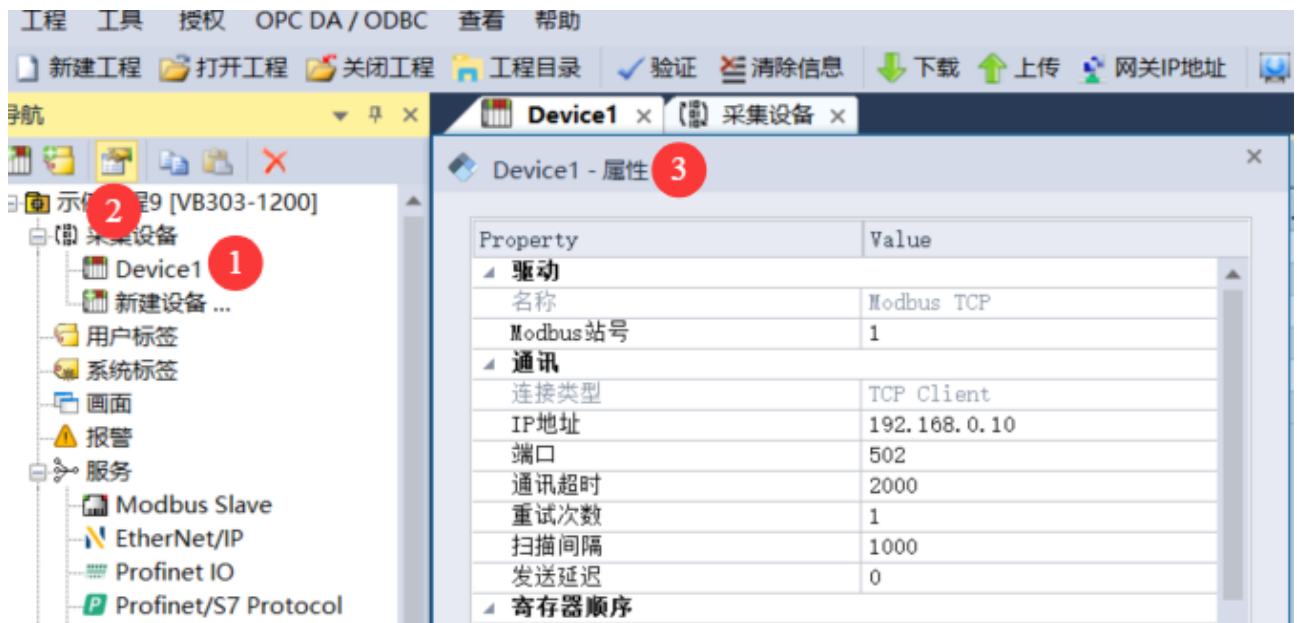 工程 工具 授权 OPC DA / ODBC 查看 帮助
新建工程 打开工程 关闭工程 工程目录 验证 清除信息 下载 上传 网关IP地址
导航
Device1 采集设备
Device1 - 属性 3
2
9 [VB303-1200]
采集设备
Device1 1
新建设备 ...
用户标签
系统标签
画面
报警
服务
Modbus Slave
EtherNet/IP
Profinet IO
Profinet/S7 Protocol
Property Value
驱动
名称 Modbus TCP
Modbus站号 1
通讯
连接类型 TCP Client
IP地址 192.168.0.10
端口 502
通讯超时 2000
重试次数 1
扫描间隔 1000
发送延迟 0
寄存器顺序